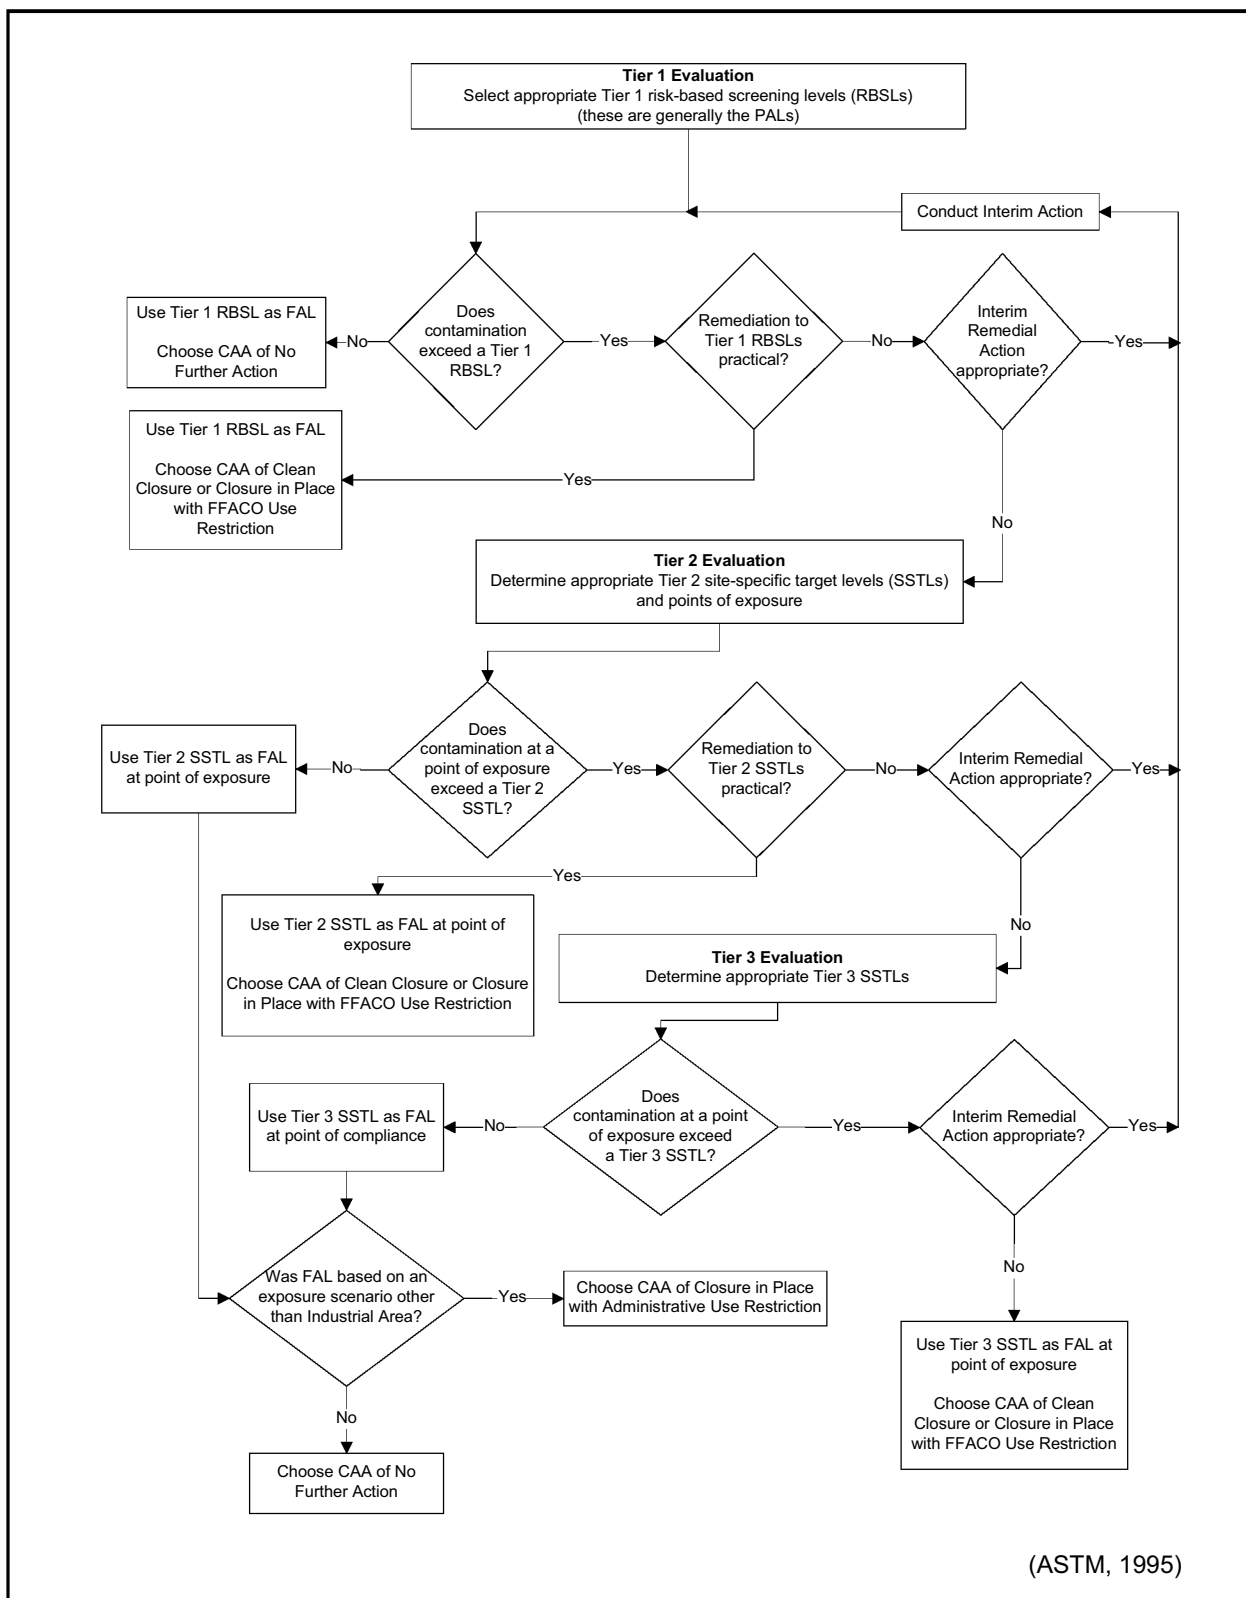 Tier 1 Evaluation
Select appropriate Tier 1 risk-based screening levels (RBSLs)
(these are generally the PALs)
Conduct Interim Action
Use Tier 1 RBSL as FAL
Choose CAA of No
Further Action
No
Does
contamination
exceed a Tier 1
RBSL?
Yes
Remediation to
Tier 1 RBSLs
practical?
No
Interim
Remedial
Action
appropriate?
Yes
Use Tier 1 RBSL as FAL
Choose CAA of Clean
Closure or Closure in Place
with FFACO Use
Restriction
Yes
No
Tier 2 Evaluation
Determine appropriate Tier 2 site-specific target levels (SSTLs)
and points of exposure
Use Tier 2 SSTL as FAL
at point of exposure
No
Does
contamination at a
point of exposure
exceed a Tier 2
SSTL?
Yes
Remediation to
Tier 2 SSTLs
practical?
No
Interim Remedial
Action appropriate?
Yes
Yes
Use Tier 2 SSTL as FAL at point of
exposure
Choose CAA of Clean Closure or Closure
in Place with FFACO Use Restriction
No
Tier 3 Evaluation
Determine appropriate Tier 3 SSTLs
Use Tier 3 SSTL as FAL
at point of compliance
No
Does
contamination at a point
of exposure exceed
a Tier 3 SSTL?
Yes
Interim Remedial
Action appropriate?
Yes
Was FAL based on an
exposure scenario other
than Industrial Area?
Yes
Choose CAA of Closure in Place
with Administrative Use Restriction
No
Use Tier 3 SSTL as FAL at
point of exposure
Choose CAA of Clean
Closure or Closure in Place
with FFACO Use Restriction
No
Choose CAA of No
Further Action
(ASTM, 1995)